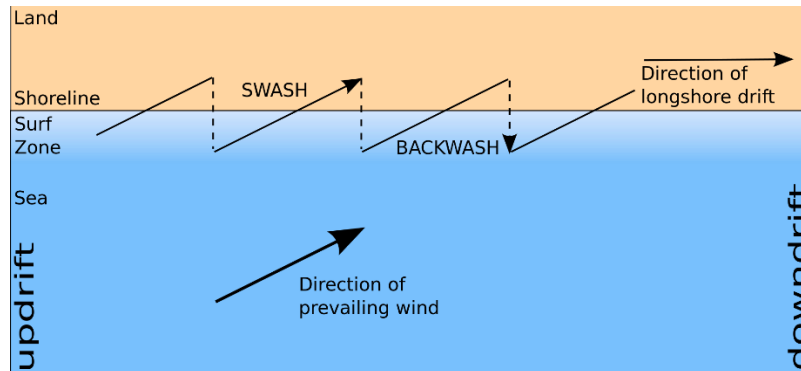 Land
SWASH
Direction of
longshore drift
Shoreline
Surf
Zone
BACKWASH
Sea
Direction of
prevailing wind
updrift
downdrift